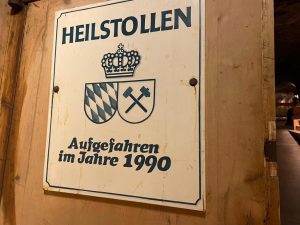 HEILSTOLLEN
Aufgefahren
im Jahre 1990